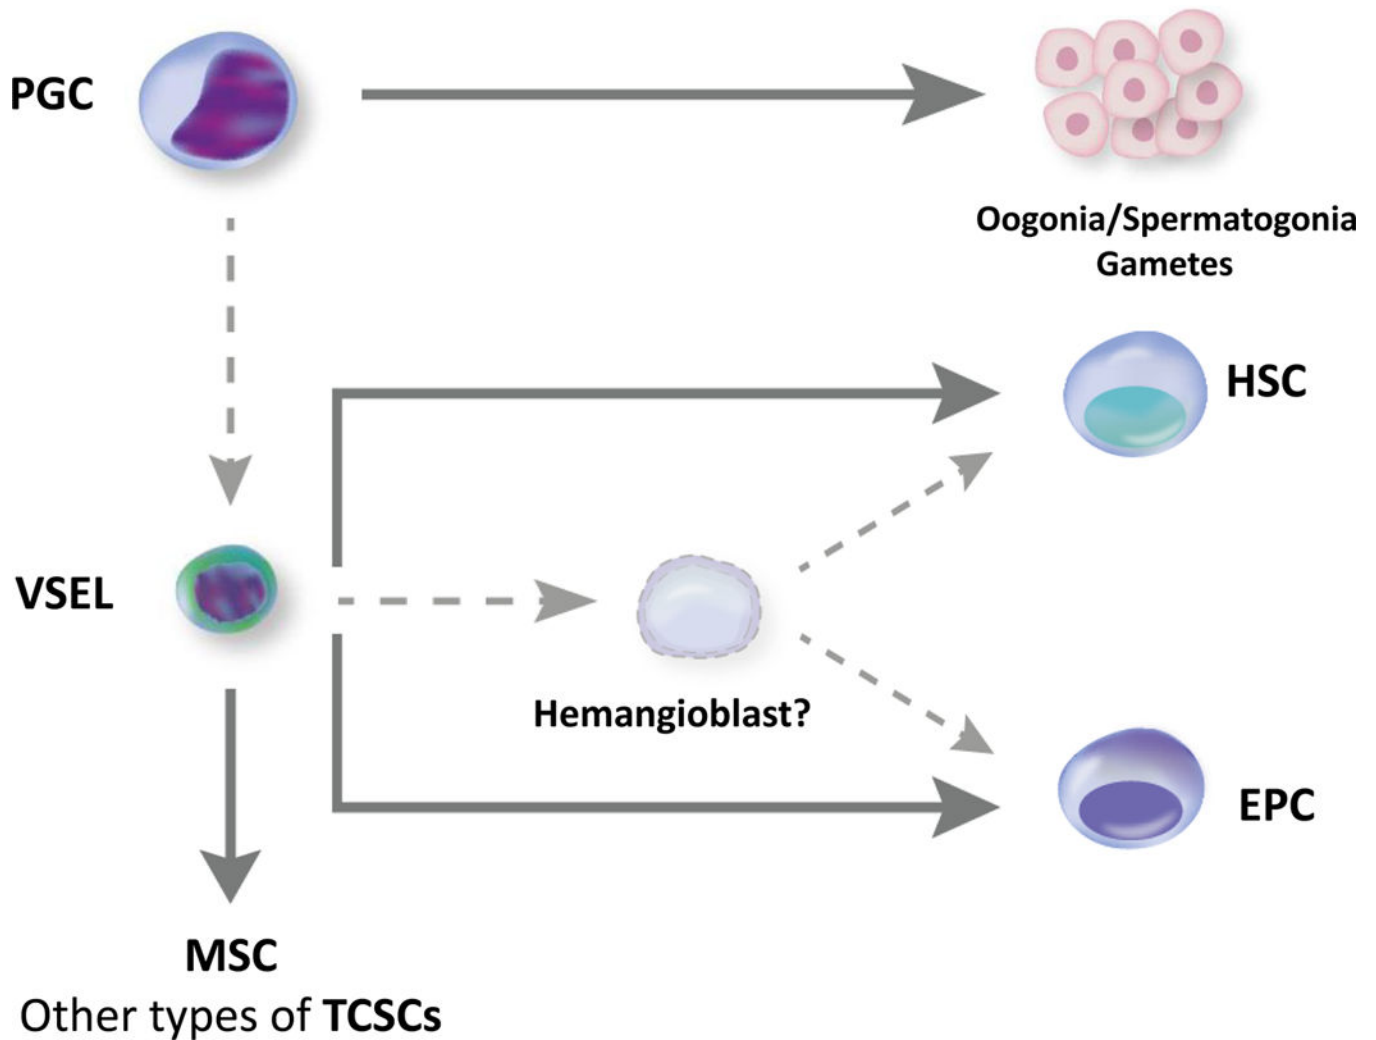 PGC
Oogonia/Spermatogonia
Gametes
HSC
VSEL
Hemangioblast?
EPC
MSC
Other types of TCSCs